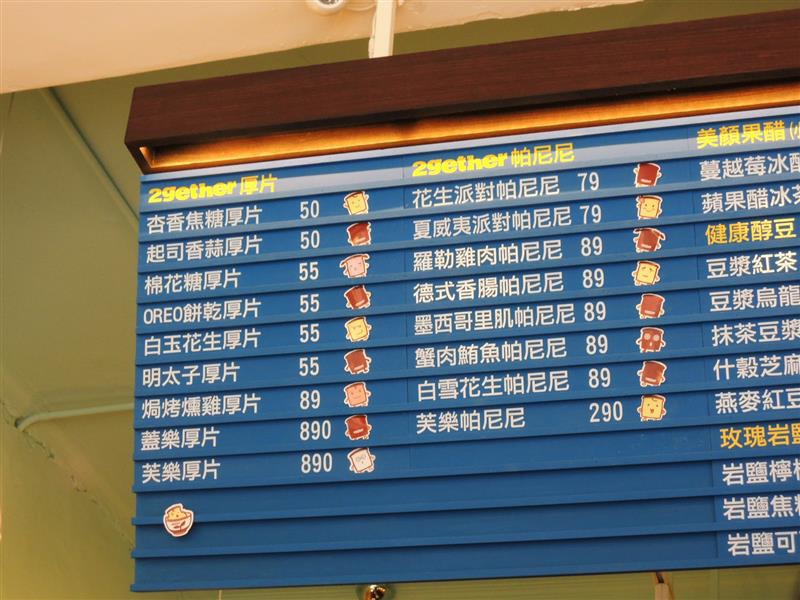 2gether厚片
杏香焦糖厚片 50
起司香蒜厚片 50
棉花糖厚片 55
OREO餅乾厚片 55
白玉花生厚片 55
明太子厚片 55
焗烤燻雞厚片 89
蓋樂厚片 890
芙樂厚片 890
2gether帕尼尼
花生派對帕尼尼 79
夏威夷派對帕尼尼 79
羅勒雞肉帕尼尼 89
德式香腸帕尼尼 89
墨西哥里肌帕尼尼 89
蟹肉鮪魚帕尼尼 89
白雪花生帕尼尼 89
芙樂帕尼尼 290
美顏果醋(
蔓越莓冰醋
蘋果醋冰茶
健康醇豆
豆漿紅茶
豆漿烏龍
抹茶豆漿
什穀芝麻
燕麥紅豆
玫瑰岩鹽
岩鹽檸檬
岩鹽焦糖
岩鹽可